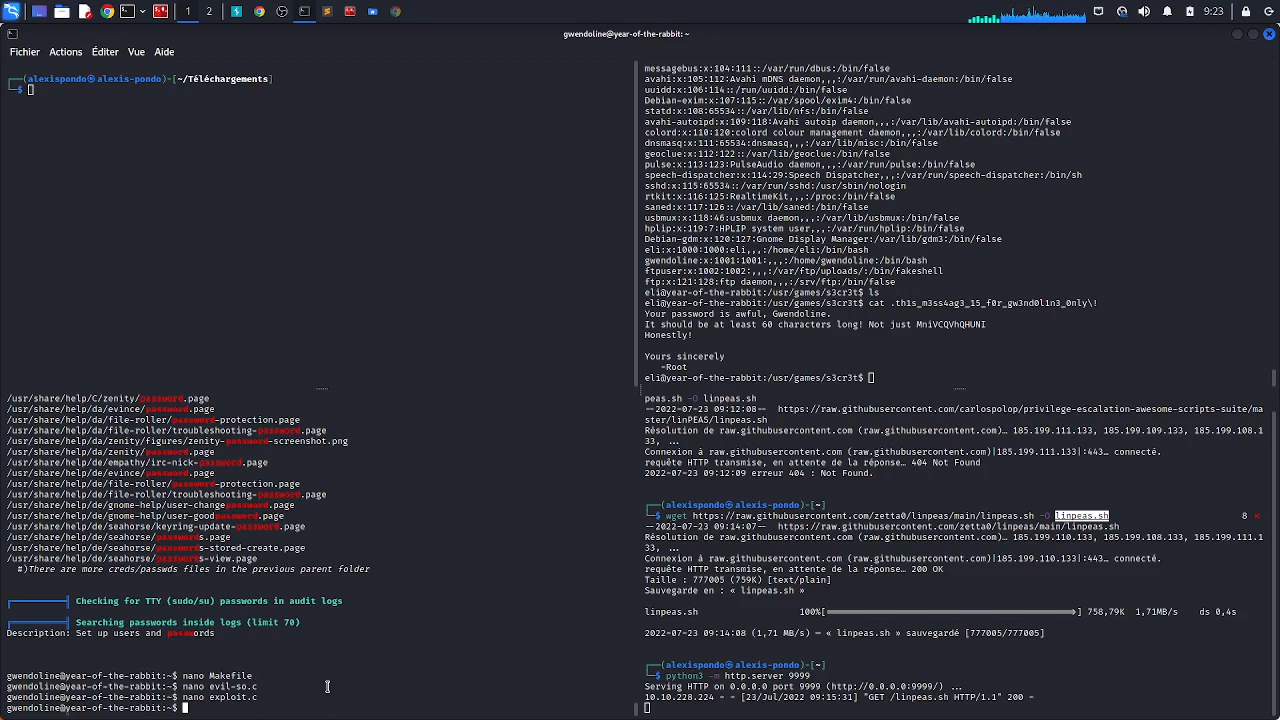 1
2
9:23
gwendoline@year-of-the-rabbit: ~
Fichier Actions Éditer Vue Aide
┌──(alexispondo㉿alexis-pondo)-[~/Téléchargements]
└─$
messagebus:x:104:111::/var/run/dbus:/bin/false
avahi:x:105:112:Avahi mDNS daemon,,,:/var/run/avahi-daemon:/bin/false
uuidd:x:106:114::/run/uuidd:/bin/false
Debian-exim:x:107:115::/var/spool/exim4:/bin/false
statd:x:108:65534::/var/lib/nfs:/bin/false
avahi-autoipd:x:109:118:Avahi autoip daemon,,,:/var/lib/avahi-autoipd:/bin/false
colord:x:110:120:colord colour management daemon,,,:/var/lib/colord:/bin/false
dnsmasq:x:111:65534:dnsmasq,,,:/var/lib/misc:/bin/false
geoclue:x:112:122::/var/lib/geoclue:/bin/false
pulse:x:113:123:PulseAudio daemon,,,:/var/run/pulse:/bin/false
speech-dispatcher:x:114:29:Speech Dispatcher,,,:/var/run/speech-dispatcher:/bin/sh
sshd:x:115:65534::/var/run/sshd:/usr/sbin/nologin
rtkit:x:116:125:RealtimeKit,,,:/proc:/bin/false
saned:x:117:126::/var/lib/saned:/bin/false
usbmux:x:118:46:usbmux daemon,,,:/var/lib/usbmux:/bin/false
hplip:x:119:7:HPLIP system user,,,:/var/run/hplip:/bin/false
Debian-gdm:x:120:127:Gnome Display Manager:/var/lib/gdm3:/bin/false
eli:x:1000:1000:eli,,,:/home/eli:/bin/bash
gwendoline:x:1001:1001:,,,:/home/gwendoline:/bin/bash
ftpuser:x:1002:1002:,,,:/var/ftp/uploads/:/bin/fakeshell
ftp:x:121:128:ftp daemon,,,:/srv/ftp:/bin/false
eli@year-of-the-rabbit:/usr/games/s3cr3t$ ls
eli@year-of-the-rabbit:/usr/games/s3cr3t$ cat .th1s_m3ss4ag3_15_f0r_gw3nd0l1n3_0nly\!
Your password is awful, Gwendoline.
It should be at least 60 characters long! Not just MniVCQVhQHUNI
Honestly!
Yours sincerely
-Root
eli@year-of-the-rabbit:/usr/games/s3cr3t$
/usr/share/help/C/zenity/password.page
/usr/share/help/da/evince/password.page
/usr/share/help/da/file-roller/password-protection.page
/usr/share/help/da/file-roller/troubleshooting-password.page
/usr/share/help/da/zenity/figures/zenity-password-screenshot.png
/usr/share/help/da/zenity/password.page
/usr/share/help/de/empathy/irc-nick-password.page
/usr/share/help/de/evince/password.page
/usr/share/help/de/file-roller/password-protection.page
/usr/share/help/de/file-roller/troubleshooting-password.page
/usr/share/help/de/gnome-help/user-changepassword.page
/usr/share/help/de/gnome-help/user-goodpassword.page
/usr/share/help/de/seahorse/keyring-update-password.page
/usr/share/help/de/seahorse/passwords.page
/usr/share/help/de/seahorse/passwords-stored-create.page
/usr/share/help/de/seahorse/passwords-view.page
#)There are more creds/passwds files in the previous parent folder
Checking for TTY (sudo/su) passwords in audit logs
Searching passwords inside logs (limit 70)
Description: Set up users and passwords
gwendoline@year-of-the-rabbit:~$ nano Makefile
gwendoline@year-of-the-rabbit:~$ nano evil-so.c
gwendoline@year-of-the-rabbit:~$ nano exploit.c
gwendoline@year-of-the-rabbit:~$
peas.sh -O linpeas.sh
--2022-07-23 09:12:08-- https://raw.githubusercontent.com/carlospolop/privilege-escalation-awesome-scripts-suite/ma
ster/linPEAS/linpeas.sh
Résolution de raw.githubusercontent.com (raw.githubusercontent.com)… 185.199.111.133, 185.199.109.133, 185.199.108.1
33, ...
Connexion à raw.githubusercontent.com (raw.githubusercontent.com)|185.199.111.133|:443… connecté.
requête HTTP transmise, en attente de la réponse… 404 Not Found
2022-07-23 09:12:09 erreur 404 : Not Found.
┌──(alexispondo㉿alexis-pondo)-[~]
└─$ wget https://raw.githubusercontent.com/zetta0/linpeas/main/linpeas.sh -O linpeas.sh 8 ⨯
--2022-07-23 09:14:07-- https://raw.githubusercontent.com/zetta0/linpeas/main/linpeas.sh
Résolution de raw.githubusercontent.com (raw.githubusercontent.com)… 185.199.110.133, 185.199.108.133, 185.199.111.1
33, ...
Connexion à raw.githubusercontent.com (raw.githubusercontent.com)|185.199.110.133|:443… connecté.
requête HTTP transmise, en attente de la réponse… 200 OK
Taille : 777005 (759K) [text/plain]
Sauvegarde en : « linpeas.sh »
linpeas.sh 100%[=================>] 758,79K 1,71MB/s ds 0,4s
2022-07-23 09:14:08 (1,71 MB/s) — « linpeas.sh » sauvegardé [777005/777005]
┌──(alexispondo㉿alexis-pondo)-[~]
└─$ python3 -m http.server 9999
Serving HTTP on 0.0.0.0 port 9999 (http://0.0.0.0:9999/) ...
10.10.228.224 - - [23/Jul/2022 09:15:31] "GET /linpeas.sh HTTP/1.1" 200 -